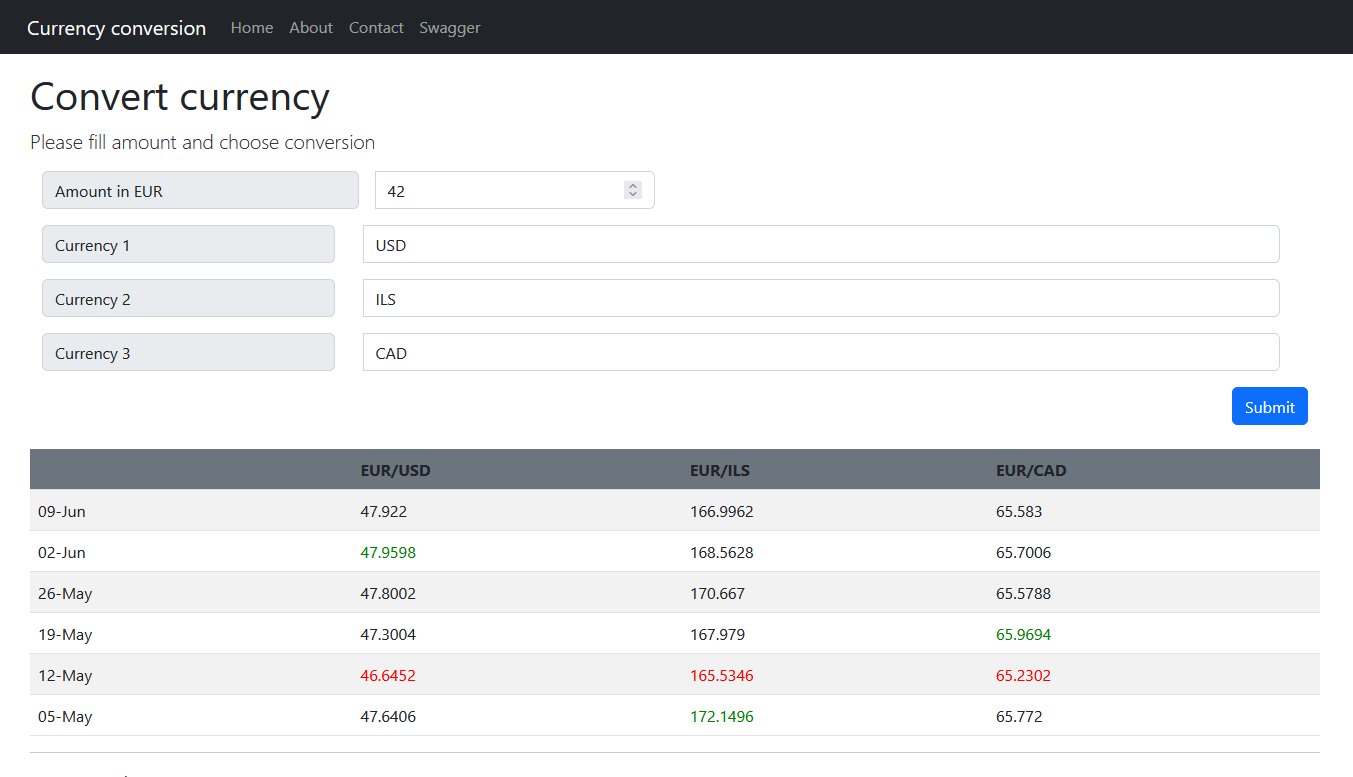 Currency conversion Home About Contact Swagger
Convert currency
Please fill amount and choose conversion
Amount in EUR 42
Currency 1 USD
Currency 2 ILS
Currency 3 CAD
Submit
EUR/USD EUR/ILS EUR/CAD
09-Jun 47.922 166.9962 65.583
02-Jun 47.9598 168.5628 65.7006
26-May 47.8002 170.667 65.5788
19-May 47.3004 167.979 65.9694
12-May 46.6452 165.5346 65.2302
05-May 47.6406 172.1496 65.772